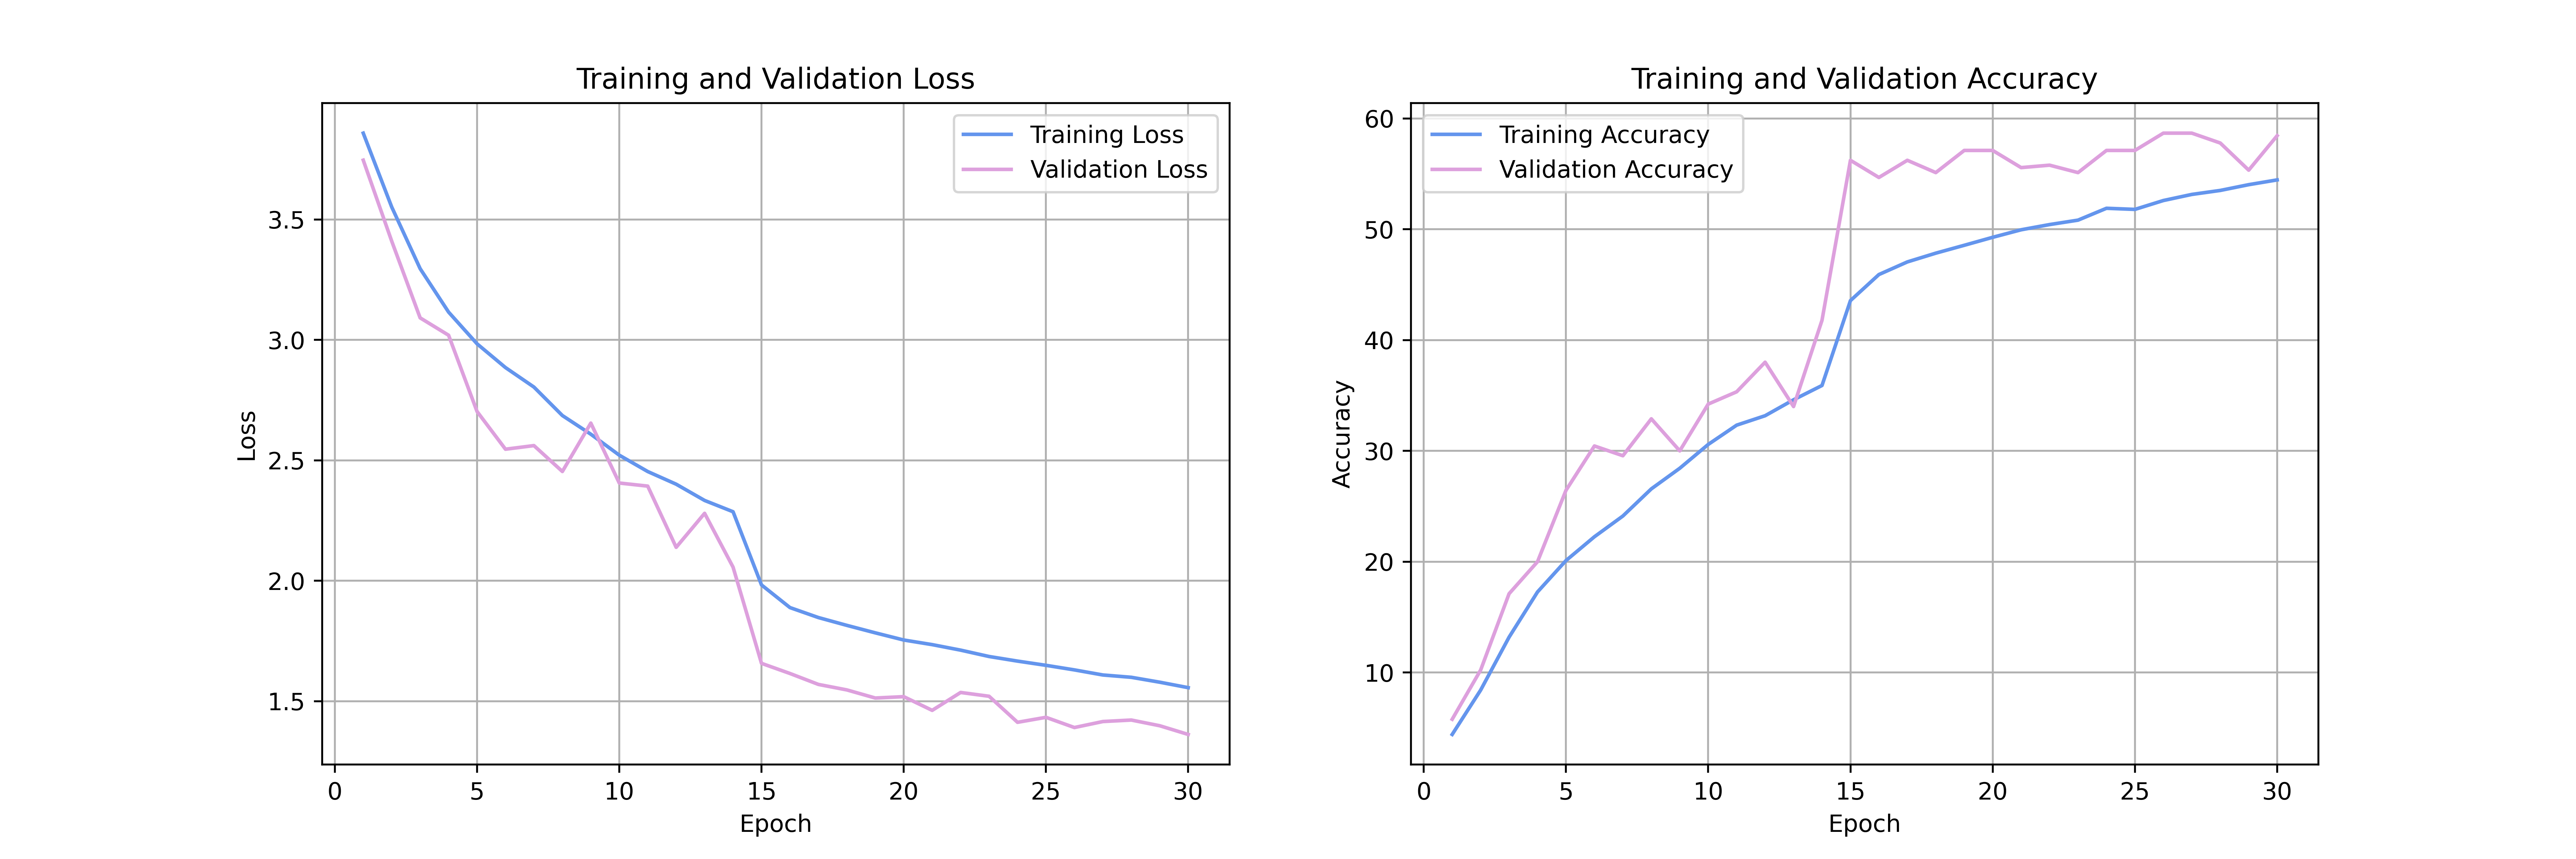 Training and Validation Loss
Training Loss
Validation Loss
3.5
3.0
2.5
2.0
1.5
Loss
0 5 10 15 20 25 30
Epoch
Training and Validation Accuracy
Training Accuracy
Validation Accuracy
60
50
40
30
20
10
Accuracy
0 5 10 15 20 25 30
Epoch